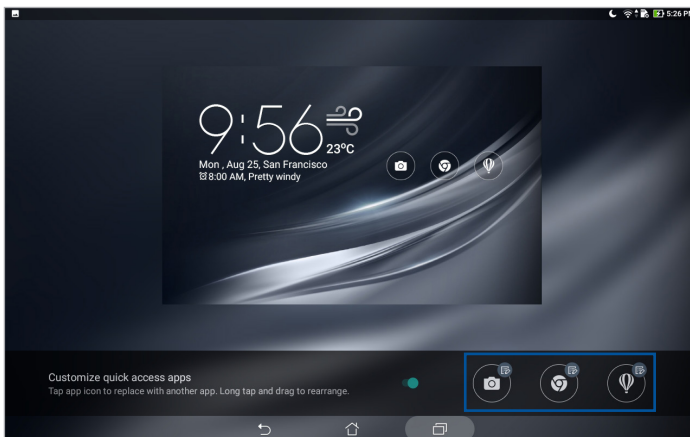 5:26 PM
9:56
23°C
Mon , Aug 25, San Francisco
8:00 AM, Pretty windy
Customize quick access apps
Tap app icon to replace with another app. Long tap and drag to rearrange.